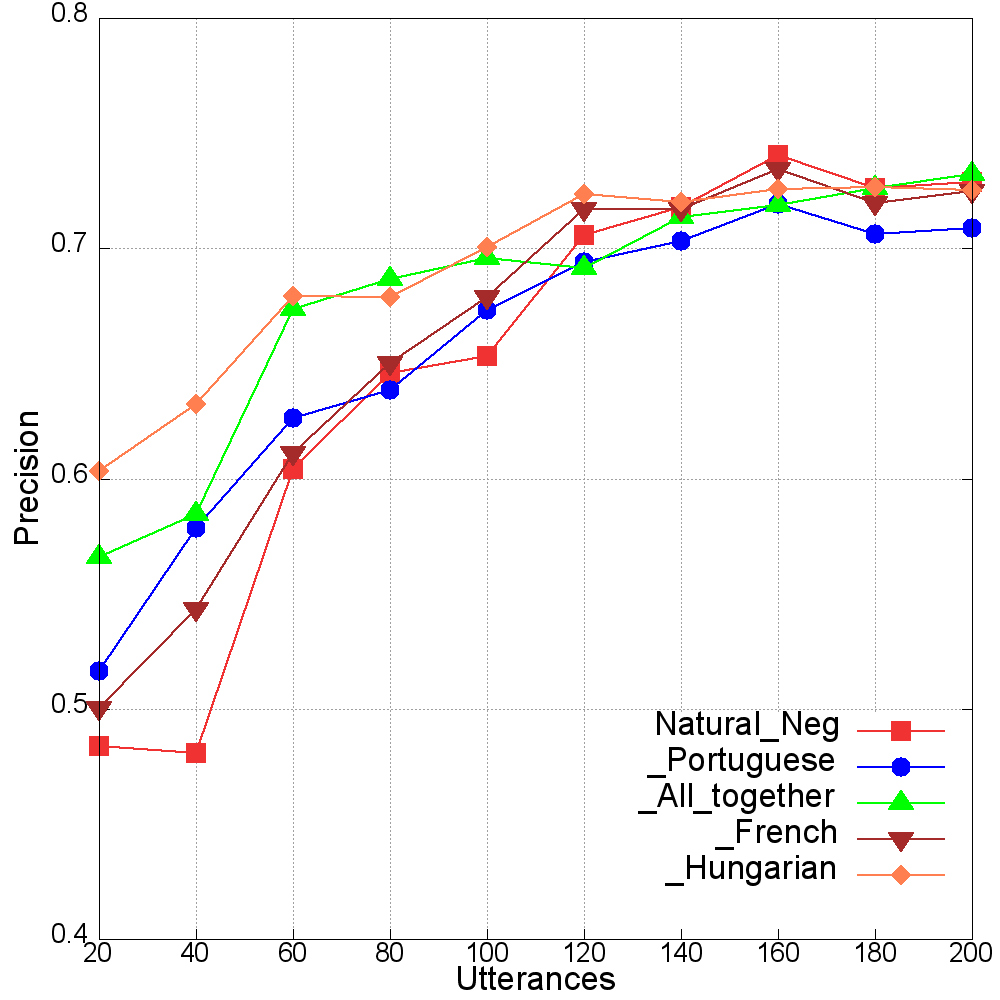 0.8
0.7
0.6
0.5
0.4
Precision
Natural_Neg
_Portuguese
_All_together
_French
_Hungarian
20 40 60 80 100 120 140 160 180 200
Utterances